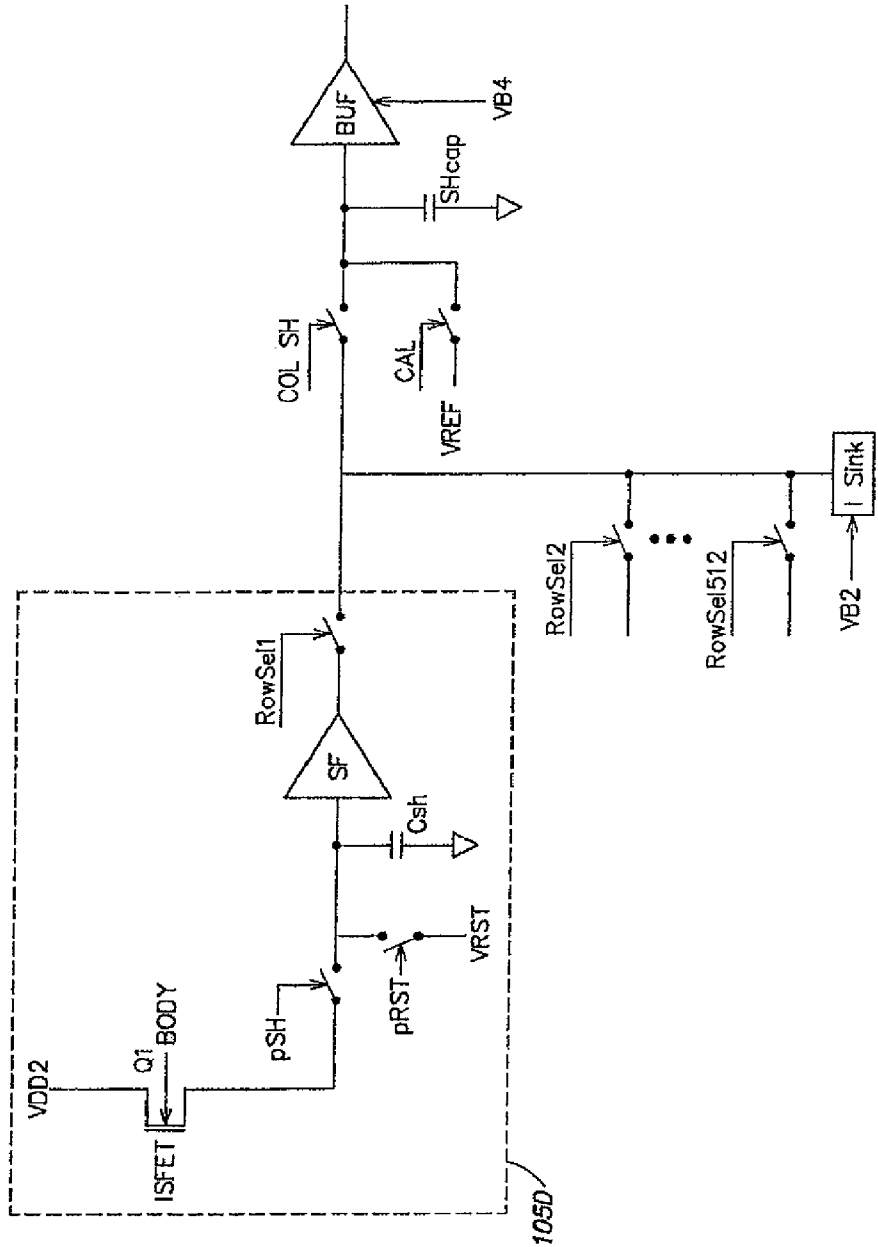 VDD2
Q1
BODY
ISFET
pSH
pRST
VRST
Csh
SF
RowSel1
105D
COL SH
CAL
VREF
SHcap
BUF
VB4
RowSel2
RowSel512
VB2
I Sink